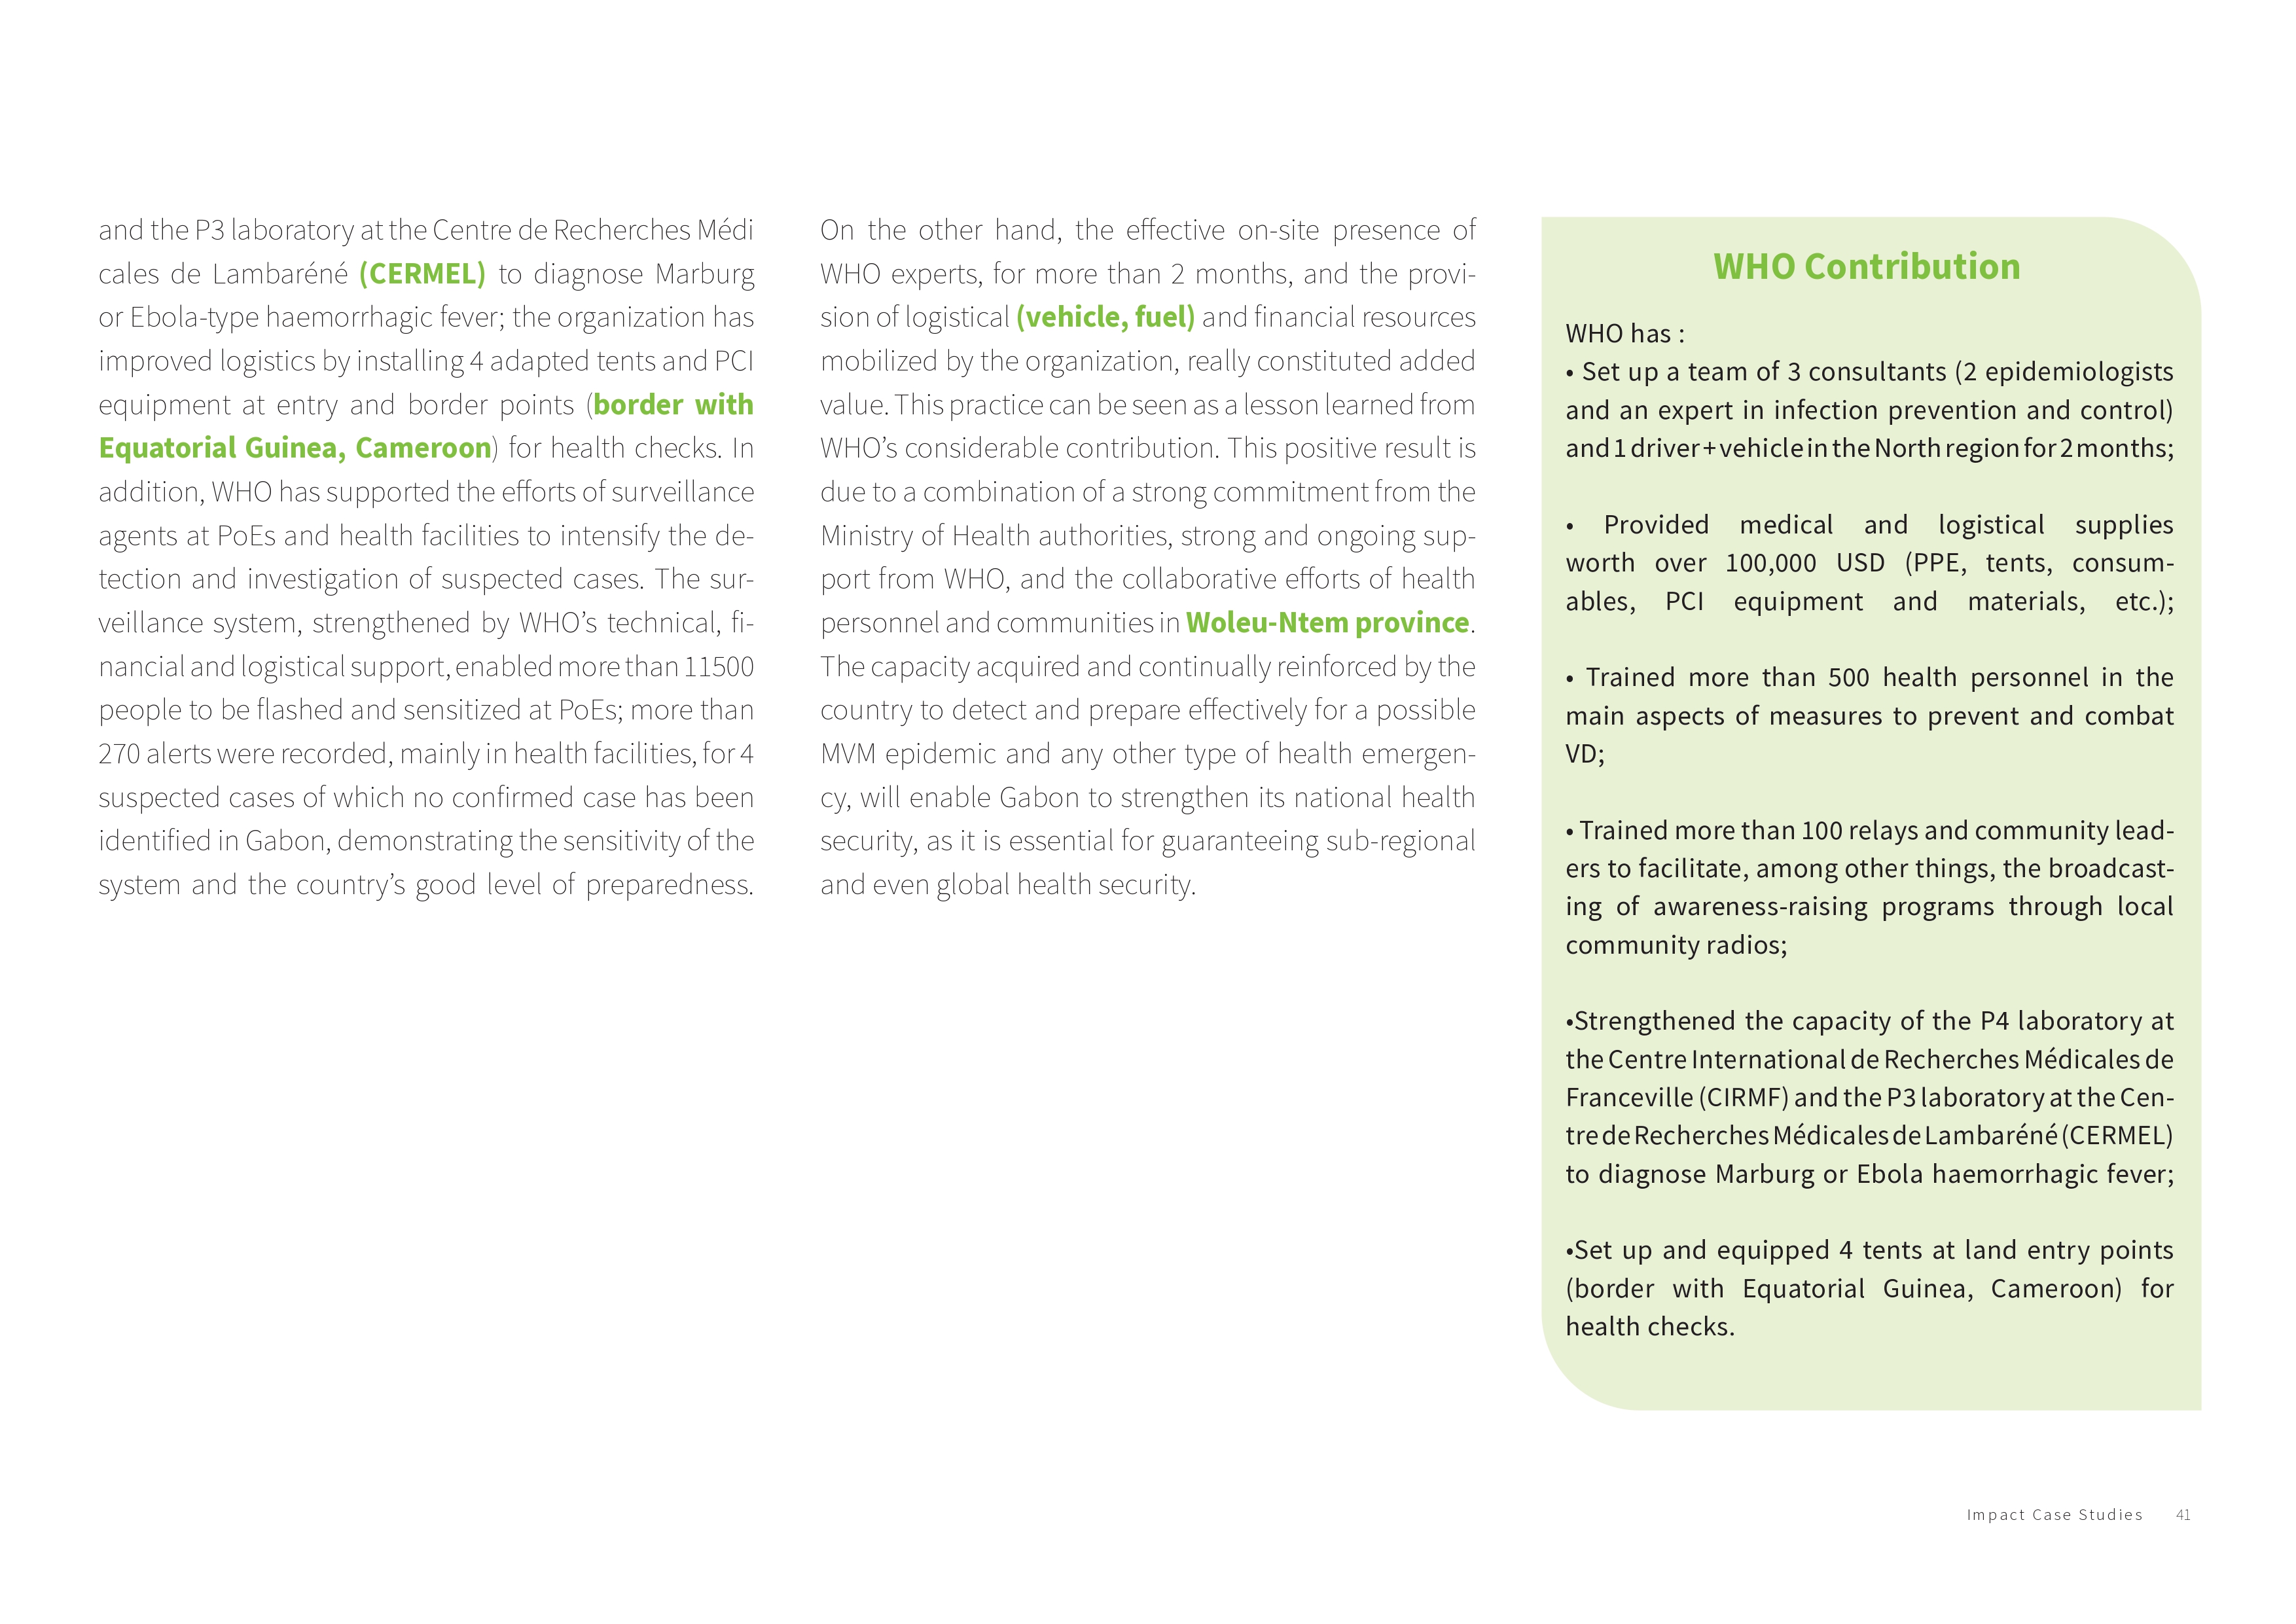 and the P3 laboratory at the Centre de Recherches Médi
cales de Lambaréné (CERMEL) to diagnose Marburg
or Ebola-type haemorrhagic fever; the organization has
improved logistics by installing 4 adapted tents and PCI
equipment at entry and border points (border with
Equatorial Guinea, Cameroon) for health checks. In
addition, WHO has supported the efforts of surveillance
agents at PoEs and health facilities to intensify the de-
tection and investigation of suspected cases. The sur-
veillance system, strengthened by WHO’s technical, fi-
nancial and logistical support, enabled more than 11500
people to be flashed and sensitized at PoEs; more than
270 alerts were recorded, mainly in health facilities, for 4
suspected cases of which no confirmed case has been
identified in Gabon, demonstrating the sensitivity of the
system and the country’s good level of preparedness.
On the other hand, the effective on-site presence of
WHO experts, for more than 2 months, and the provi-
sion of logistical (vehicle, fuel) and financial resources
mobilized by the organization, really constituted added
value. This practice can be seen as a lesson learned from
WHO’s considerable contribution. This positive result is
due to a combination of a strong commitment from the
Ministry of Health authorities, strong and ongoing sup-
port from WHO, and the collaborative efforts of health
personnel and communities in Woleu-Ntem province.
The capacity acquired and continually reinforced by the
country to detect and prepare effectively for a possible
MVM epidemic and any other type of health emergen-
cy, will enable Gabon to strengthen its national health
security, as it is essential for guaranteeing sub-regional
and even global health security.
WHO Contribution
WHO has :
• Set up a team of 3 consultants (2 epidemiologists
and an expert in infection prevention and control)
and 1 driver + vehicle in the North region for 2 months;
• Provided medical and logistical supplies
worth over 100,000 USD (PPE, tents, consum-
ables, PCI equipment and materials, etc.);
• Trained more than 500 health personnel in the
main aspects of measures to prevent and combat
VD;
• Trained more than 100 relays and community lead-
ers to facilitate, among other things, the broadcast-
ing of awareness-raising programs through local
community radios;
•Strengthened the capacity of the P4 laboratory at
the Centre International de Recherches Médicales de
Franceville (CIRMF) and the P3 laboratory at the Cen-
tre de Recherches Médicales de Lambaréné (CERMEL)
to diagnose Marburg or Ebola haemorrhagic fever;
•Set up and equipped 4 tents at land entry points
(border with Equatorial Guinea, Cameroon) for
health checks.
Impact Case Studies 41